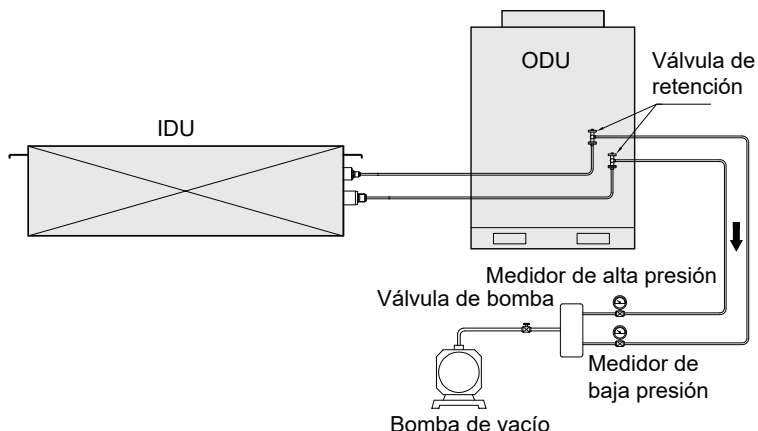 ODU
Válvula de
retención
IDU
Medidor de alta presión
Válvula de bomba
Medidor de
baja presión
Bomba de vacío